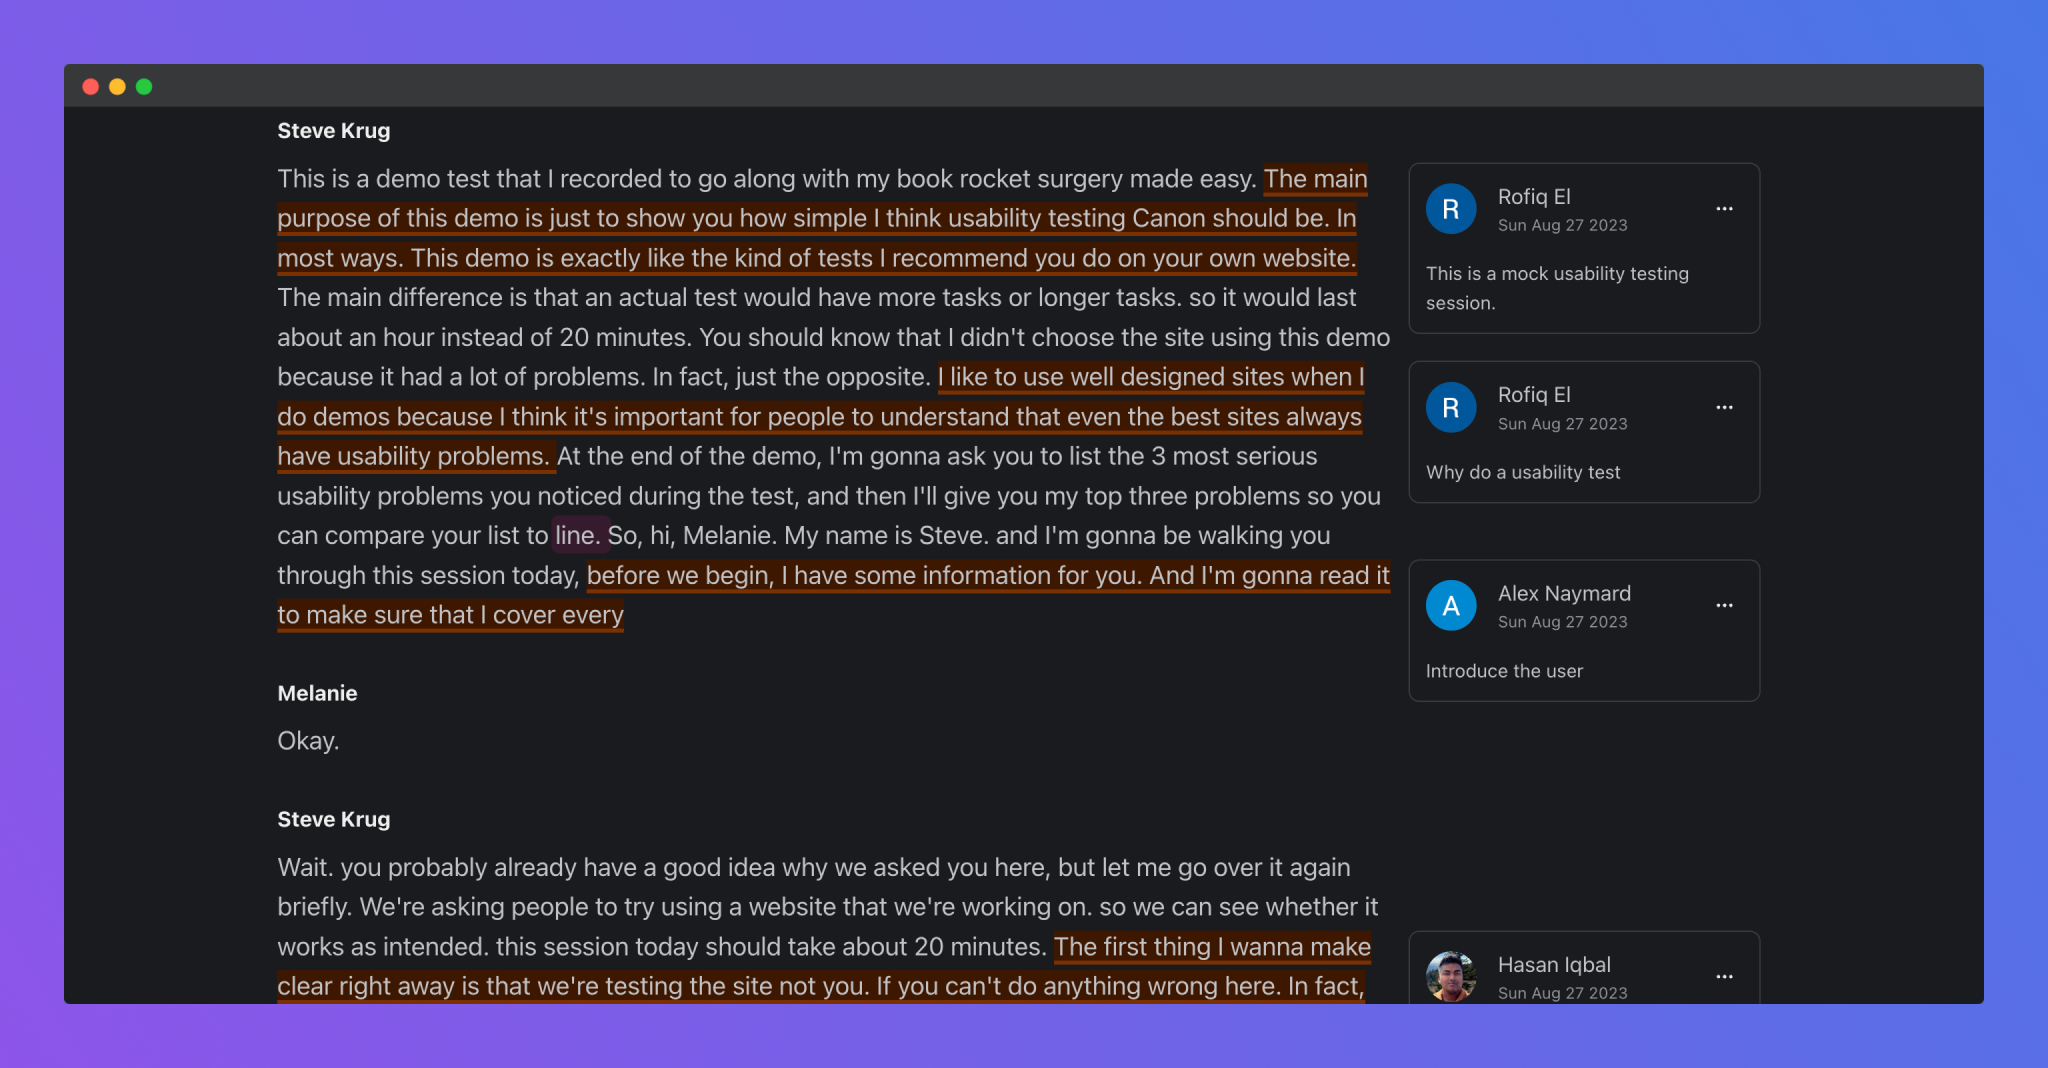 Steve Krug
This is a demo test that I recorded to go along with my book rocket surgery made easy. The main
purpose of this demo is just to show you how simple I think usability testing Canon should be. In
most ways. This demo is exactly like the kind of tests I recommend you do on your own website.
The main difference is that an actual test would have more tasks or longer tasks. so it would last
about an hour instead of 20 minutes. You should know that I didn't choose the site using this demo
because it had a lot of problems. In fact, just the opposite. I like to use well designed sites when I
do demos because I think it's important for people to understand that even the best sites always
have usability problems. At the end of the demo, I'm gonna ask you to list the 3 most serious
usability problems you noticed during the test, and then I'll give you my top three problems so you
can compare your list to line. So, hi, Melanie. My name is Steve. and I'm gonna be walking you
through this session today, before we begin, I have some information for you. And I'm gonna read it
to make sure that I cover every
Melanie
Okay.
Steve Krug
Wait. you probably already have a good idea why we asked you here, but let me go over it again
briefly. We're asking people to try using a website that we're working on. so we can see whether it
works as intended. this session today should take about 20 minutes. The first thing I wanna make
clear right away is that we're testing the site not you. If you can't do anything wrong here. In fact,
R
Rofiq El
Sun Aug 27 2023
This is a mock usability testing
session.
R
Rofiq El
Sun Aug 27 2023
Why do a usability test
A
Alex Naymard
Sun Aug 27 2023
Introduce the user
Hasan Iqbal
Sun Aug 27 2023